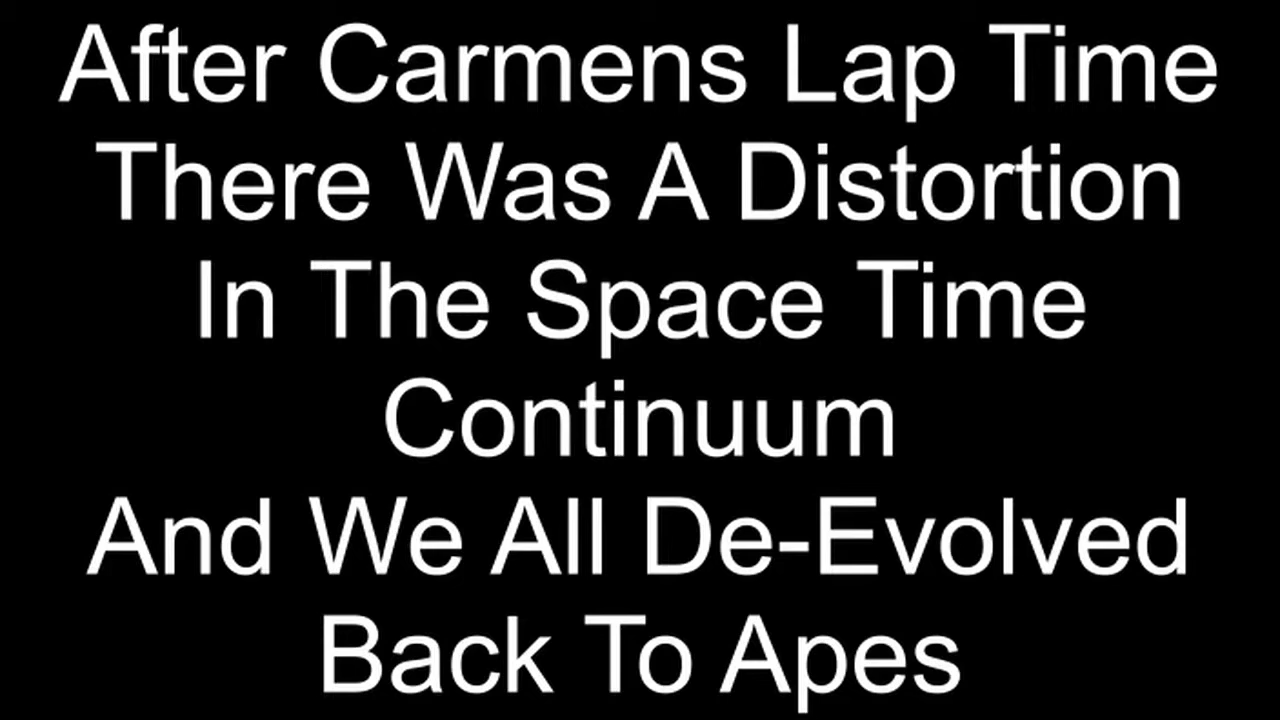 After Carmens Lap Time
There Was A Distortion
In The Space Time
Continuum
And We All De-Evolved
Back To Apes